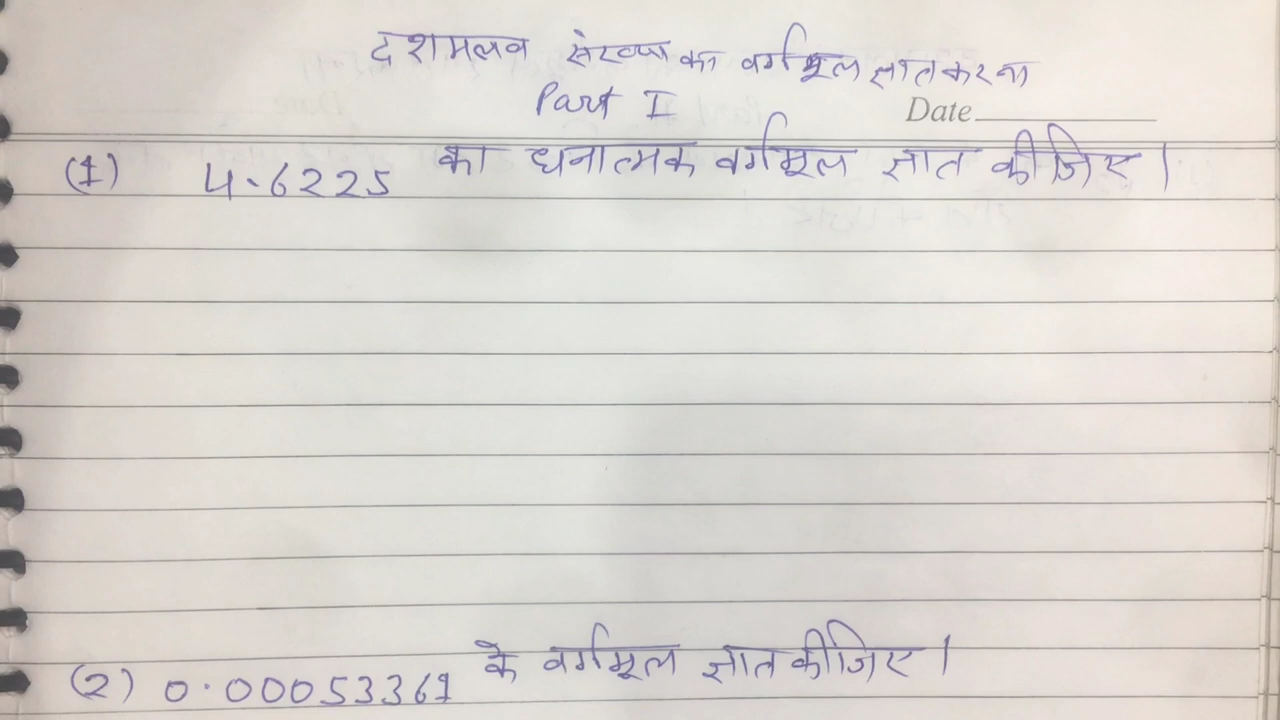 दशमलव संख्या का वर्गमूल ज्ञात करना
Part I
Date
(1) 4.6225 का धनात्मक वर्गमूल ज्ञात कीजिए।
(2) 0.00053361 के वर्गमूल ज्ञात कीजिए।